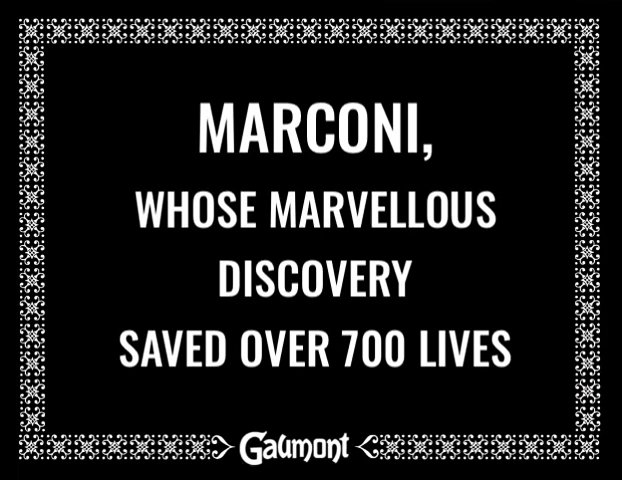 MARCONI,
WHOSE MARVELLOUS
DISCOVERY
SAVED OVER 700 LIVES
Gaumont